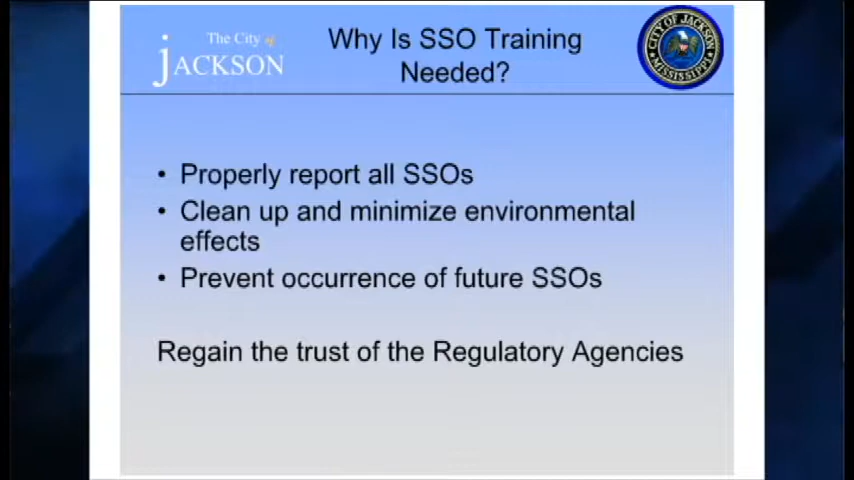 The City of
jACKSON
Why Is SSO Training
Needed?
CITY OF JACKSON
MISSISSIPPI
• Properly report all SSOs
• Clean up and minimize environmental
effects
• Prevent occurrence of future SSOs
Regain the trust of the Regulatory Agencies